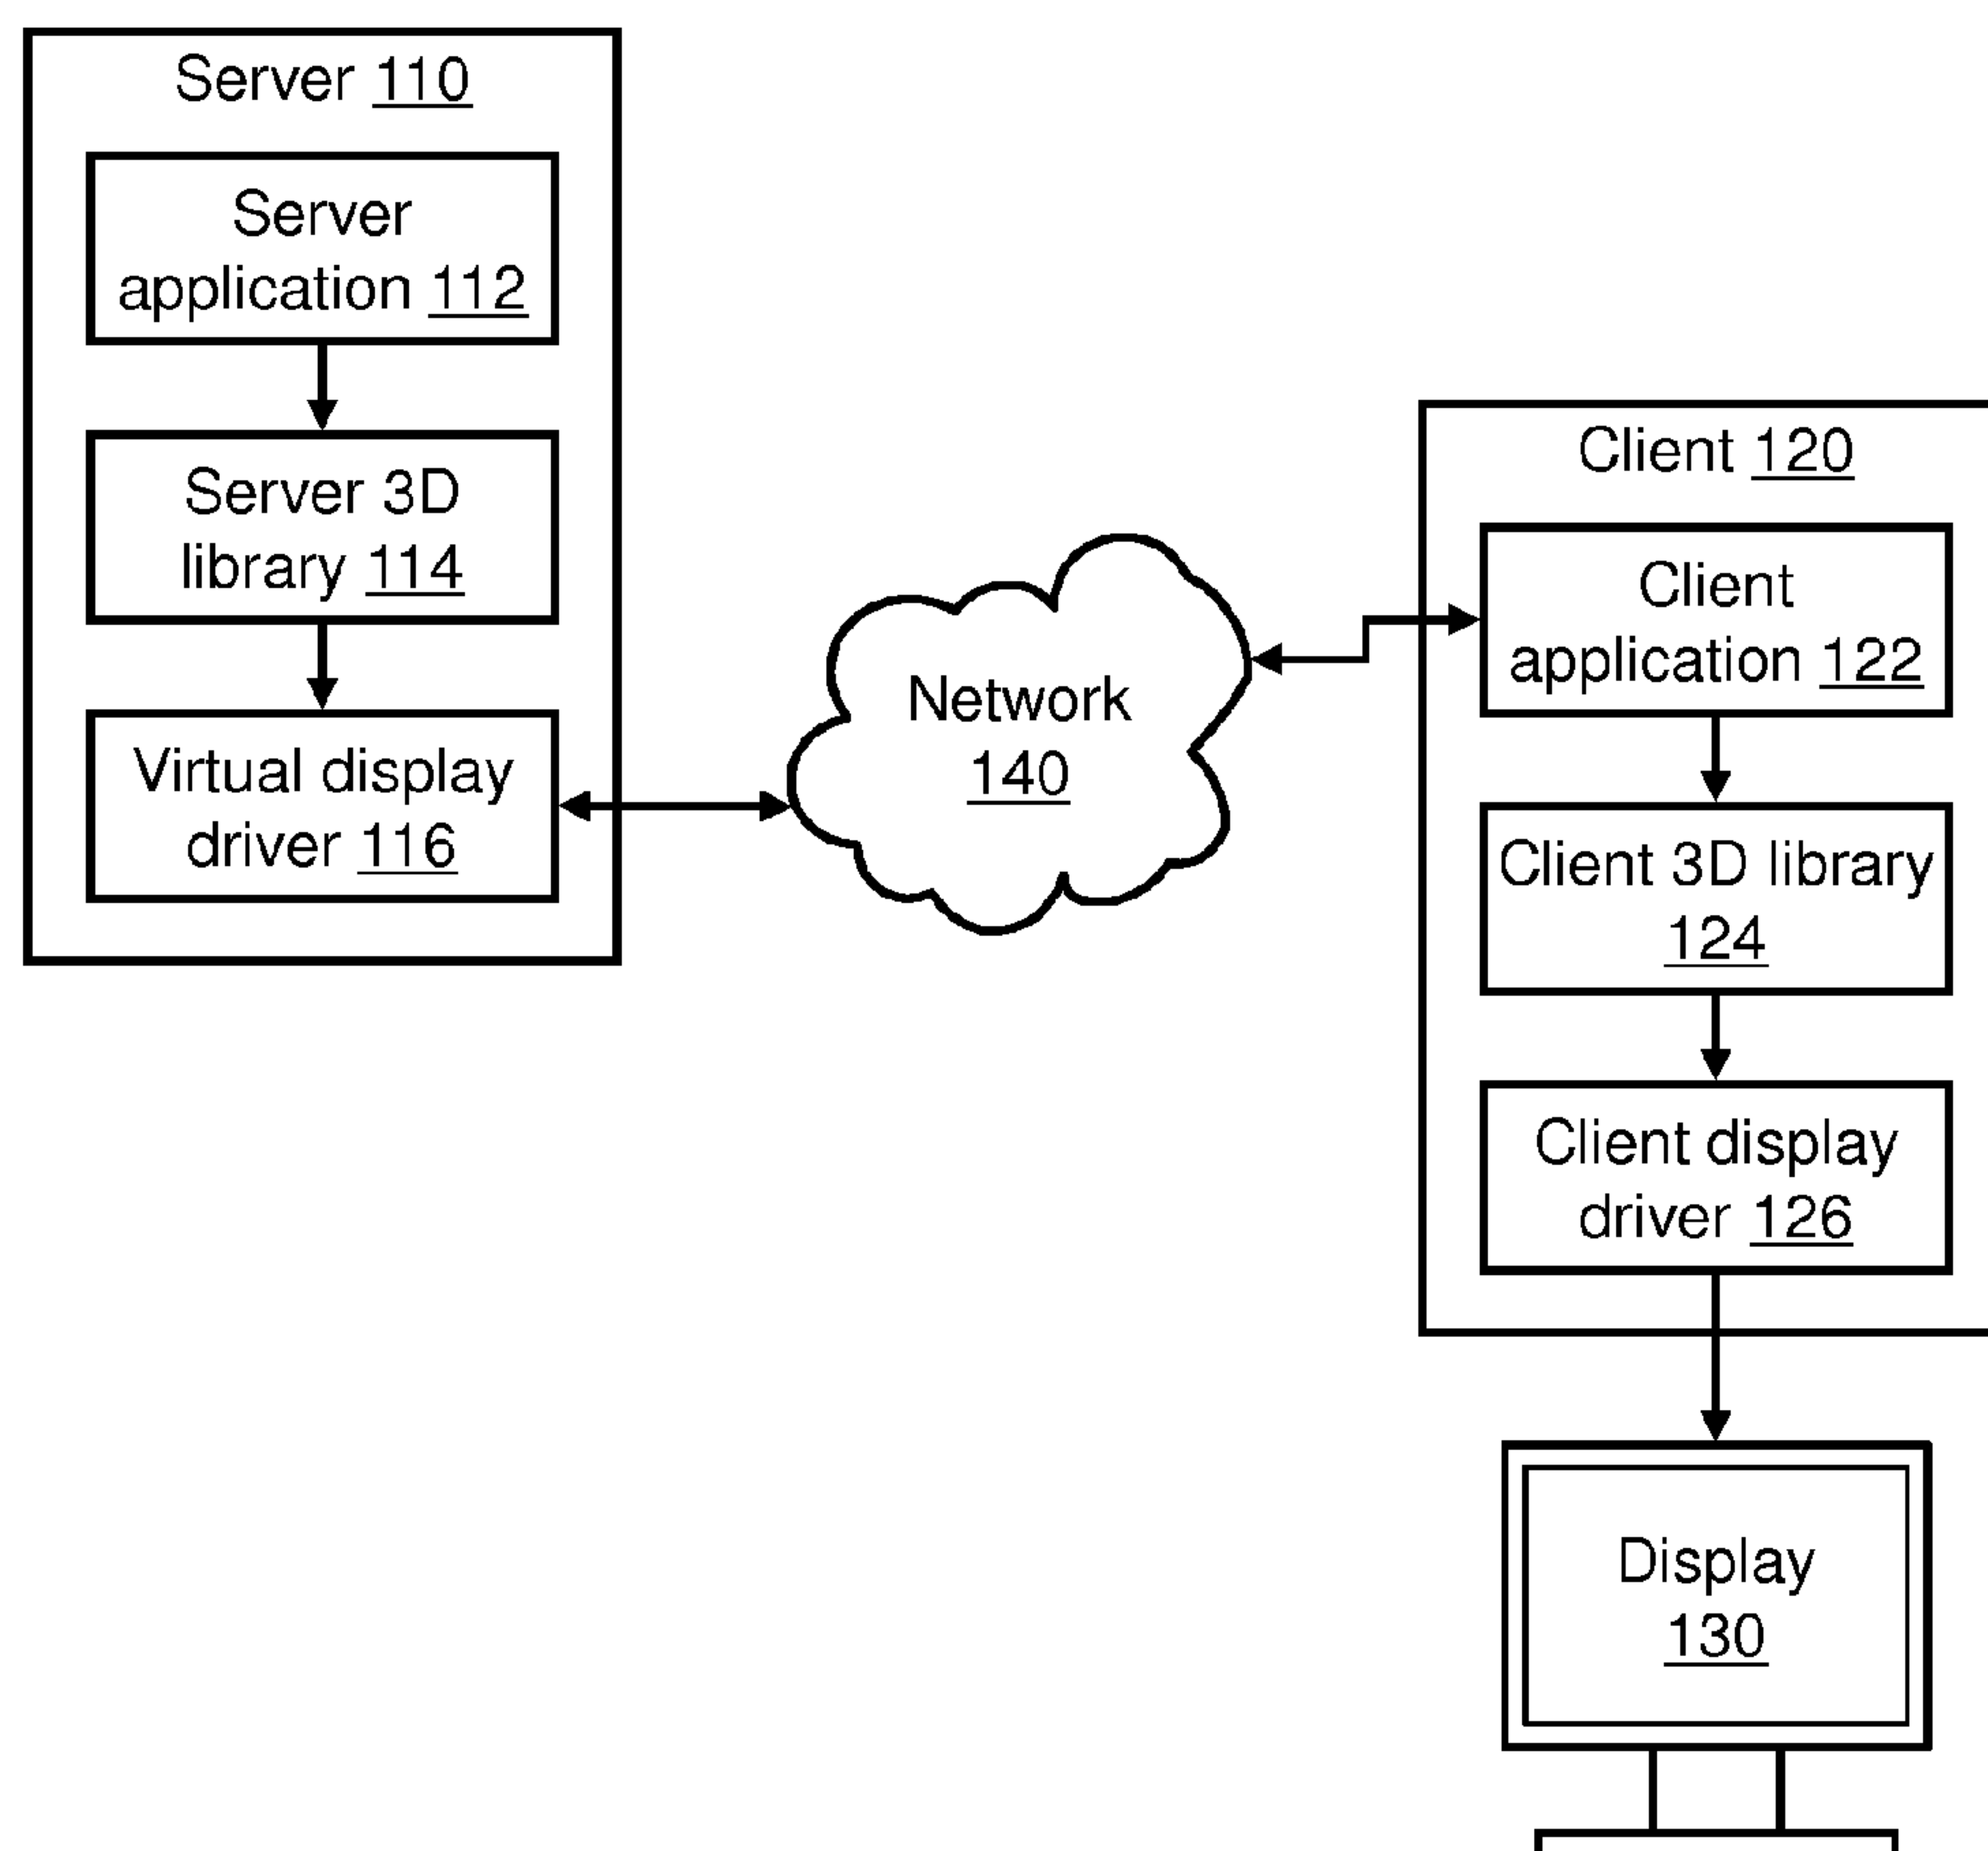 Server 110
Server
application 112
Server 3D
library 114
Virtual display
driver 116
Network
140
Client 120
Client
application 122
Client 3D library
124
Client display
driver 126
Display
130